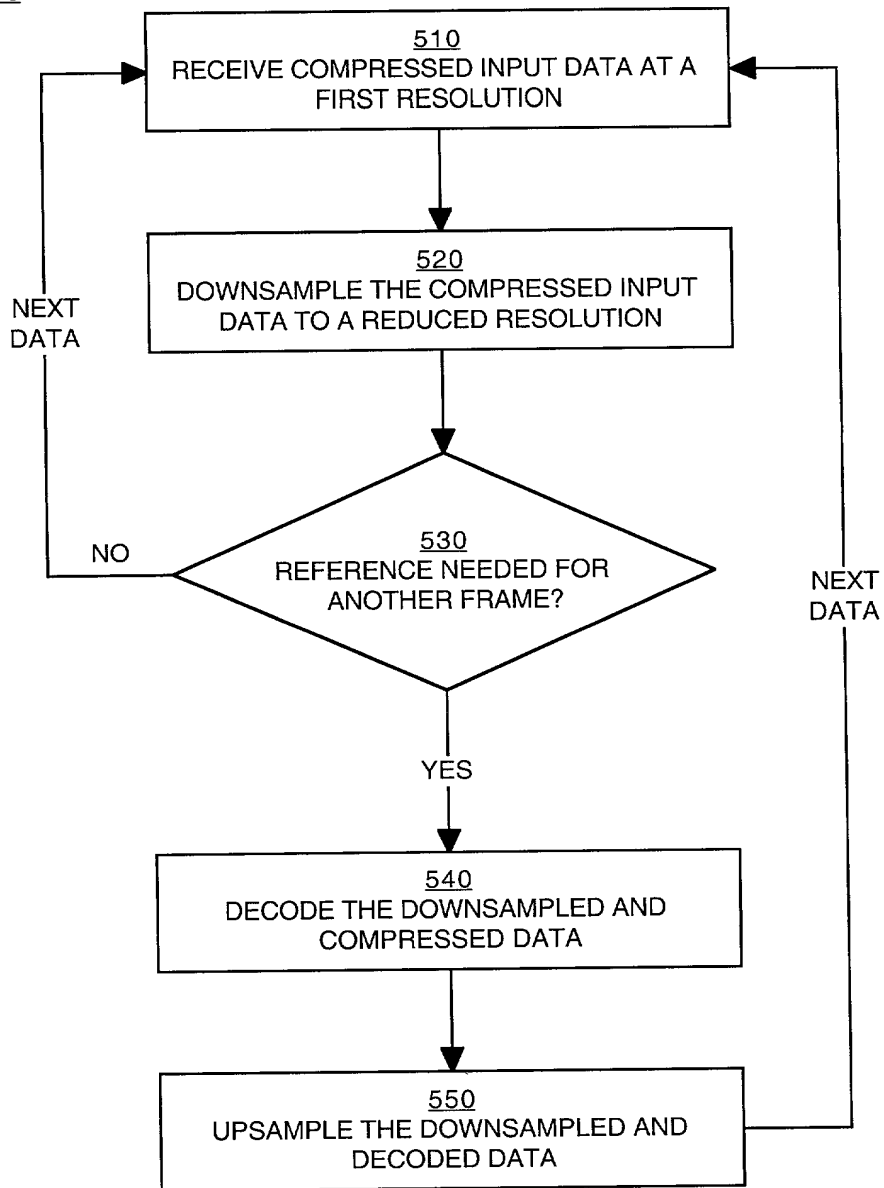 510
RECEIVE COMPRESSED INPUT DATA AT A
FIRST RESOLUTION
520
DOWNSAMPLE THE COMPRESSED INPUT
DATA TO A REDUCED RESOLUTION
NEXT
DATA
530
REFERENCE NEEDED FOR
ANOTHER FRAME?
NO
NEXT
DATA
YES
540
DECODE THE DOWNSAMPLED AND
COMPRESSED DATA
550
UPSAMPLE THE DOWNSAMPLED AND
DECODED DATA